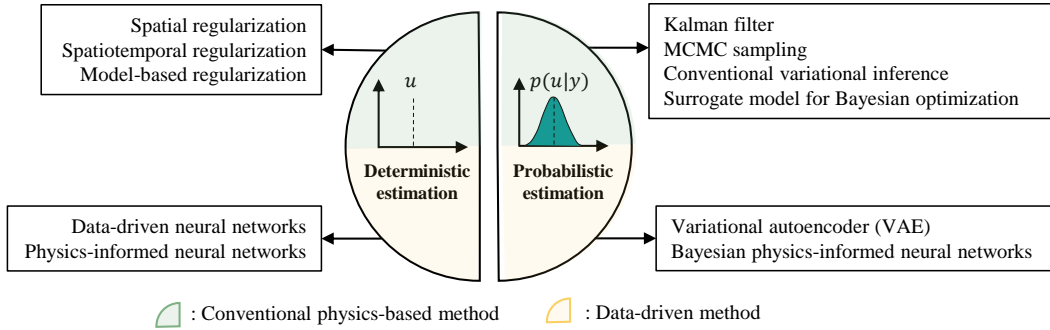 Spatial regularization
Spatiotemporal regularization
Model-based regularization
Kalman filter
MCMC sampling
Conventional variational inference
Surrogate model for Bayesian optimization
u
p(u|y)
Deterministic
estimation
Probabilistic
estimation
Data-driven neural networks
Physics-informed neural networks
Variational autoencoder (VAE)
Bayesian physics-informed neural networks
: Conventional physics-based method
: Data-driven method